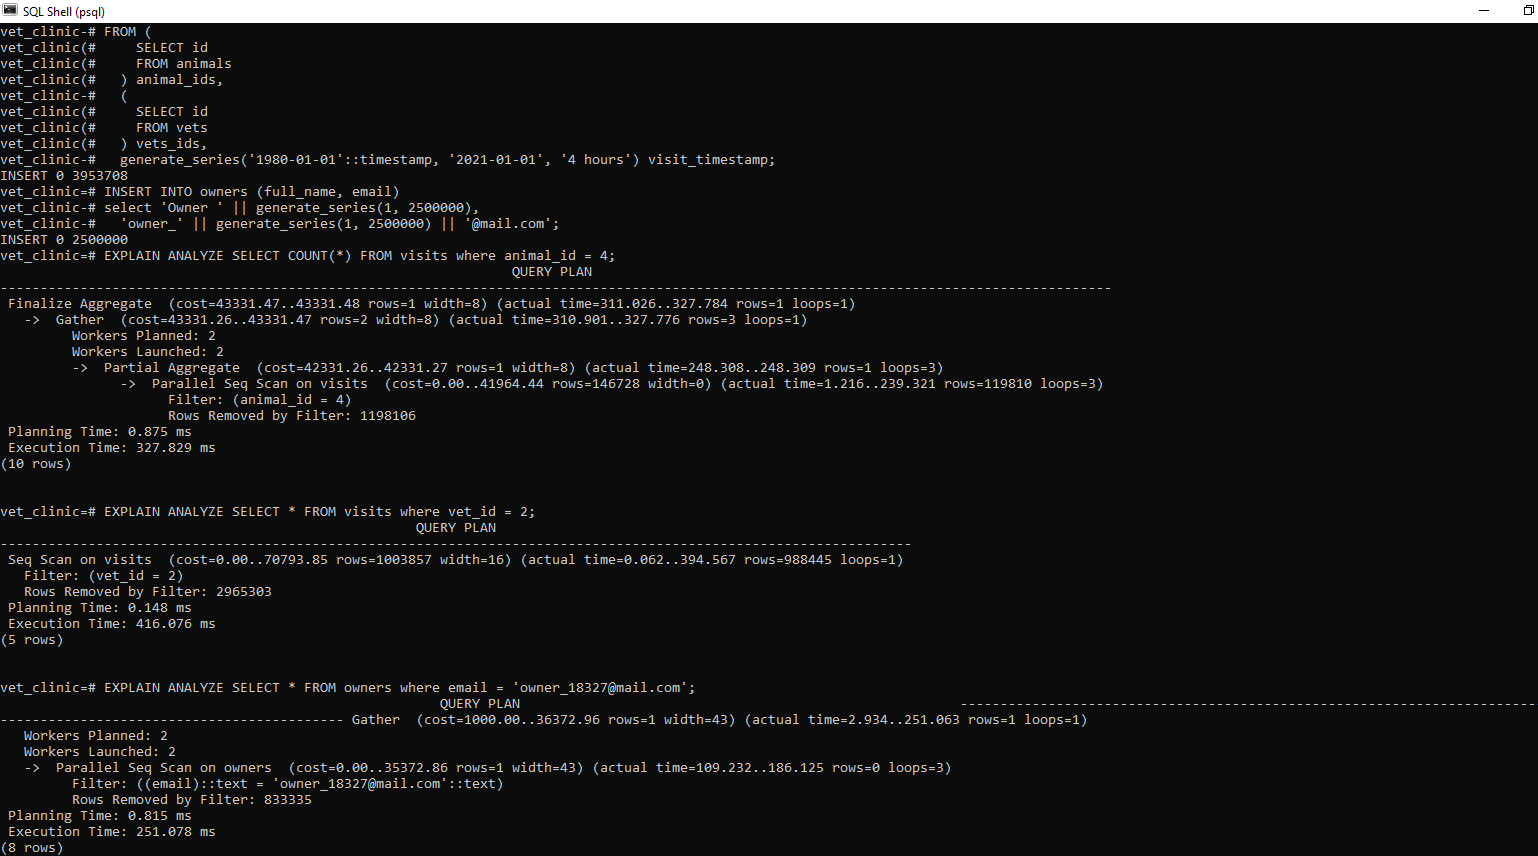 SQL Shell (psql)
vet_clinic-# FROM (
vet_clinic(#     SELECT id
vet_clinic(#     FROM animals
vet_clinic(#   ) animal_ids,
vet_clinic-#   (
vet_clinic(#     SELECT id
vet_clinic(#     FROM vets
vet_clinic(#   ) vets_ids,
vet_clinic-#   generate_series('1980-01-01'::timestamp, '2021-01-01', '4 hours') visit_timestamp;
INSERT 0 3953708
vet_clinic=# INSERT INTO owners (full_name, email)
vet_clinic-# select 'Owner ' || generate_series(1, 2500000),
vet_clinic-#   'owner_' || generate_series(1, 2500000) || '@mail.com';
INSERT 0 2500000
vet_clinic=# EXPLAIN ANALYZE SELECT COUNT(*) FROM visits where animal_id = 4;
QUERY PLAN
-------------------------------------------------------------------------------------------------------------------------------------------
 Finalize Aggregate  (cost=43331.47..43331.48 rows=1 width=8) (actual time=311.026..327.784 rows=1 loops=1)
   ->  Gather  (cost=43331.26..43331.47 rows=2 width=8) (actual time=310.901..327.776 rows=3 loops=1)
         Workers Planned: 2
         Workers Launched: 2
         ->  Partial Aggregate  (cost=42331.26..42331.27 rows=1 width=8) (actual time=248.308..248.309 rows=1 loops=3)
               ->  Parallel Seq Scan on visits  (cost=0.00..41964.44 rows=146728 width=0) (actual time=1.216..239.321 rows=119810 loops=3)
                     Filter: (animal_id = 4)
                     Rows Removed by Filter: 1198106
 Planning Time: 0.875 ms
 Execution Time: 327.829 ms
(10 rows)
vet_clinic=# EXPLAIN ANALYZE SELECT * FROM visits where vet_id = 2;
QUERY PLAN
------------------------------------------------------------------------------------------------------------------
 Seq Scan on visits  (cost=0.00..70793.85 rows=1003857 width=16) (actual time=0.062..394.567 rows=988445 loops=1)
   Filter: (vet_id = 2)
   Rows Removed by Filter: 2965303
 Planning Time: 0.148 ms
 Execution Time: 416.076 ms
(5 rows)
vet_clinic=# EXPLAIN ANALYZE SELECT * FROM owners where email = 'owner_18327@mail.com';
QUERY PLAN ------------------------------------------------------------------------
------------------------------------------- Gather  (cost=1000.00..36372.96 rows=1 width=43) (actual time=2.934..251.063 rows=1 loops=1)
   Workers Planned: 2
   Workers Launched: 2
   ->  Parallel Seq Scan on owners  (cost=0.00..35372.86 rows=1 width=43) (actual time=109.232..186.125 rows=0 loops=3)
         Filter: ((email)::text = 'owner_18327@mail.com'::text)
         Rows Removed by Filter: 833335
 Planning Time: 0.815 ms
 Execution Time: 251.078 ms
(8 rows)